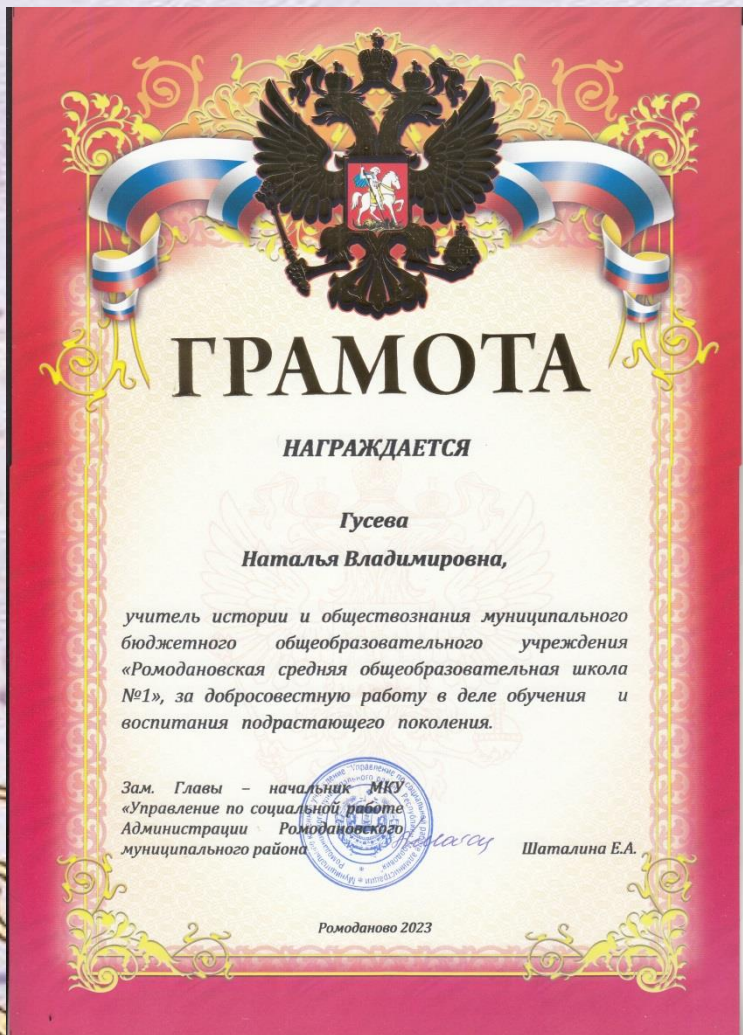 ГРАМОТА
НАГРАЖДАЕТСЯ
Гусева
Наталья Владимировна,
учитель истории и обществознания муниципального
бюджетного общеобразовательного учреждения
«Ромодановская средняя общеобразовательная школа
№1», за добросовестную работу в деле обучения и
воспитания подрастающего поколения.
Зам. Главы – начальник МКУ
«Управление по социальной работе
Администрации Ромодановского
муниципального района
Шаталина Е.А.
Ромоданово 2023